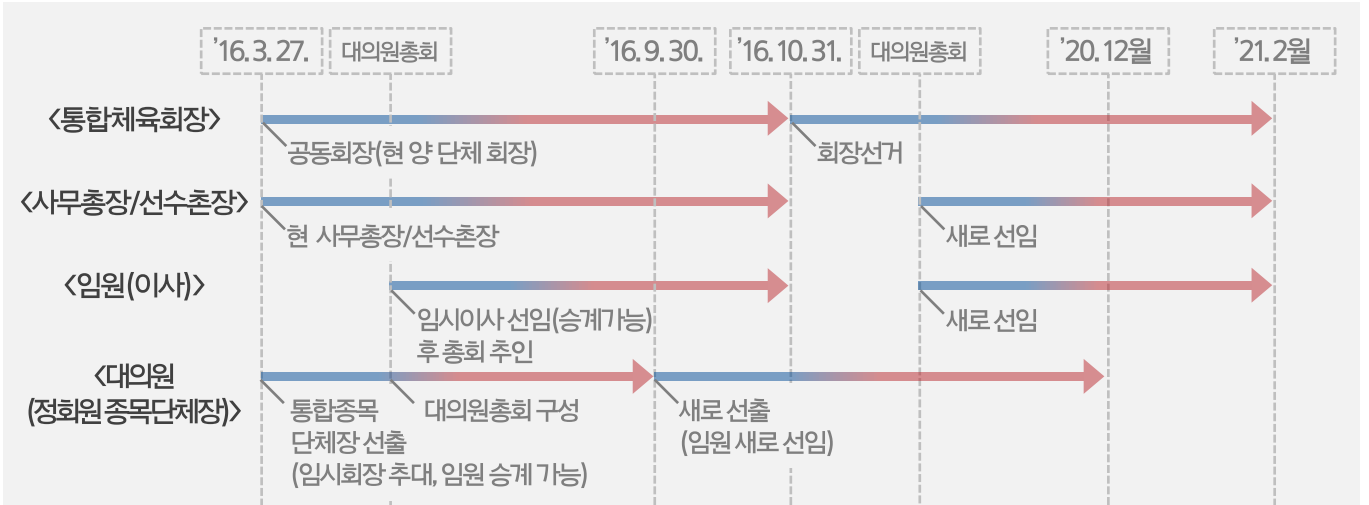 ’16. 3. 27.
대의원총회
’16. 9. 30.
’16. 10. 31.
대의원총회
’20. 12월
’21. 2월
<통합체육회장>
공동회장(현 양 단체 회장)
회장선거
<사무총장/선수촌장>
현 사무총장/선수촌장
새로 선임
<임원(이사)>
임시이사 선임(승계가능)
후 총회 추인
새로 선임
<대의원
(정회원 종목단체장)>
통합종목
단체장 선출
(임시회장 추대, 임원 승계 가능)
대의원총회 구성
새로 선출
(임원 새로 선임)